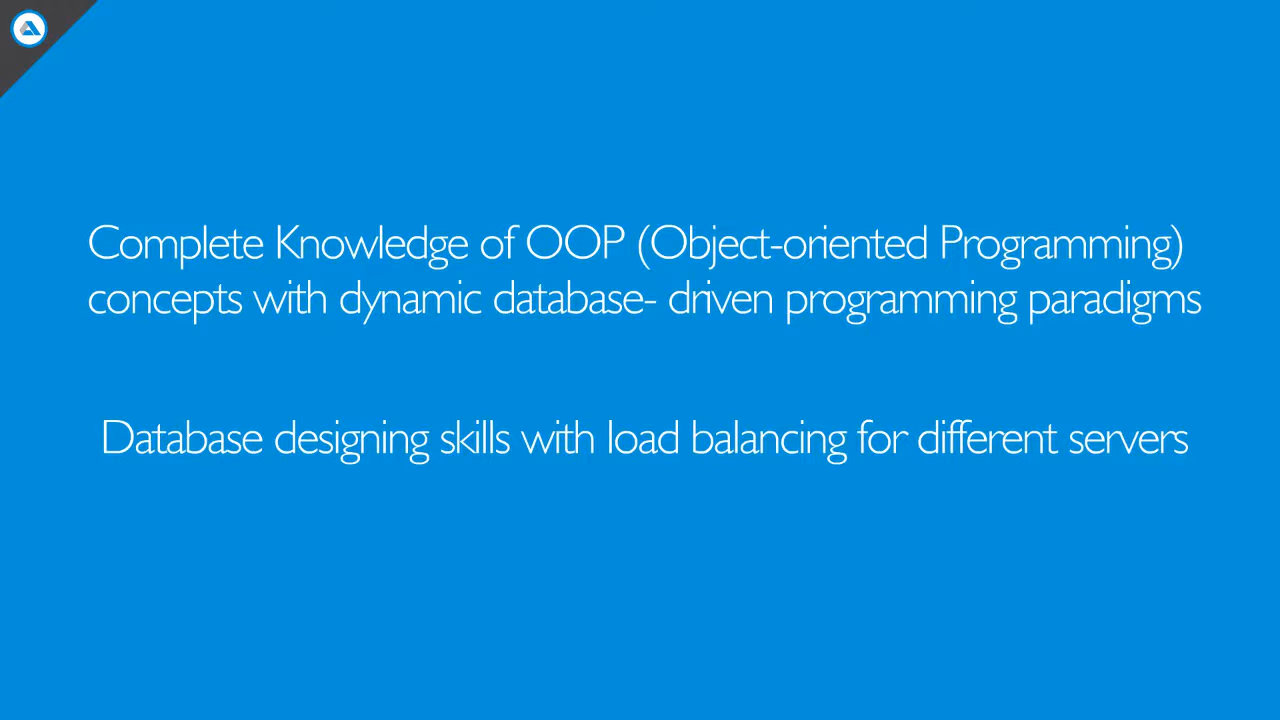 Complete Knowledge of OOP (Object-oriented Programming)
concepts with dynamic database- driven programming paradigms
Database designing skills with load balancing for different servers